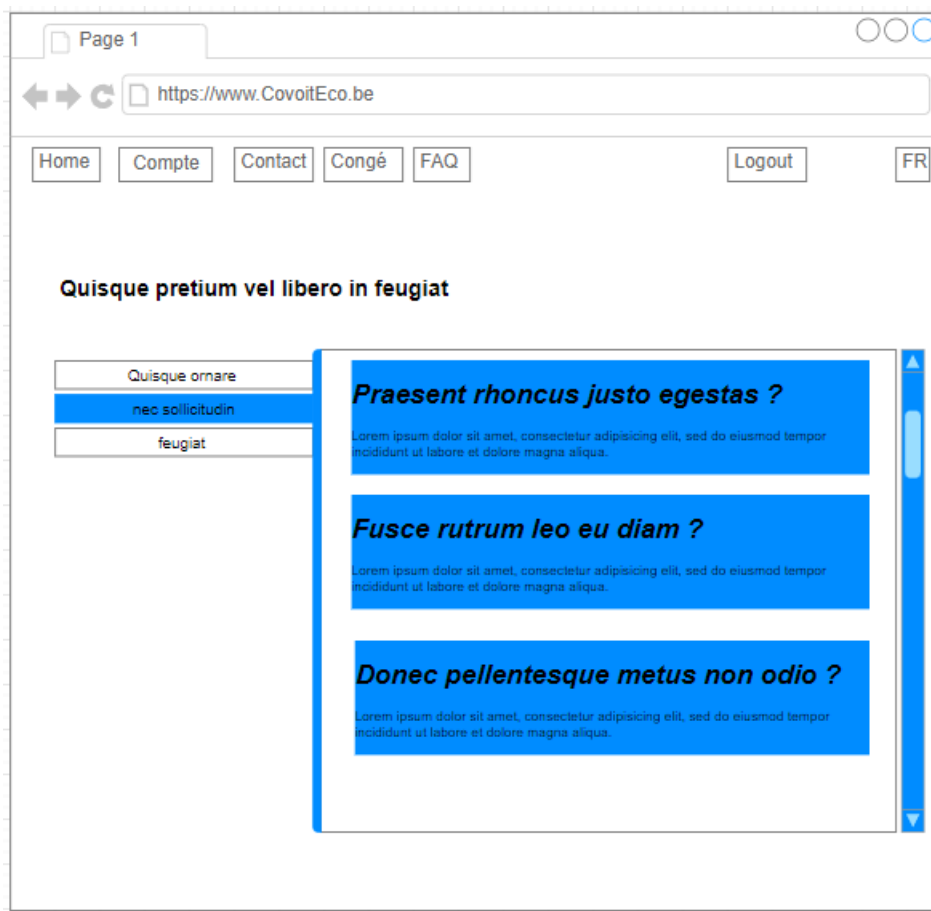 Page 1
https://www.CovoitEco.be
Home Compte Contact Congé FAQ Logout FR
Quisque pretium vel libero in feugiat
Quisque ornare
nec sollicitudin
feugiat
Praesent rhoncus justo egestas ?
Lorem ipsum dolor sit amet, consectetur adipisicing elit, sed do eiusmod tempor
incididunt ut labore et dolore magna aliqua.
Fusce rutrum leo eu diam ?
Lorem ipsum dolor sit amet, consectetur adipisicing elit, sed do eiusmod tempor
incididunt ut labore et dolore magna aliqua.
Donec pellentesque metus non odio ?
Lorem ipsum dolor sit amet, consectetur adipisicing elit, sed do eiusmod tempor
incididunt ut labore et dolore magna aliqua.